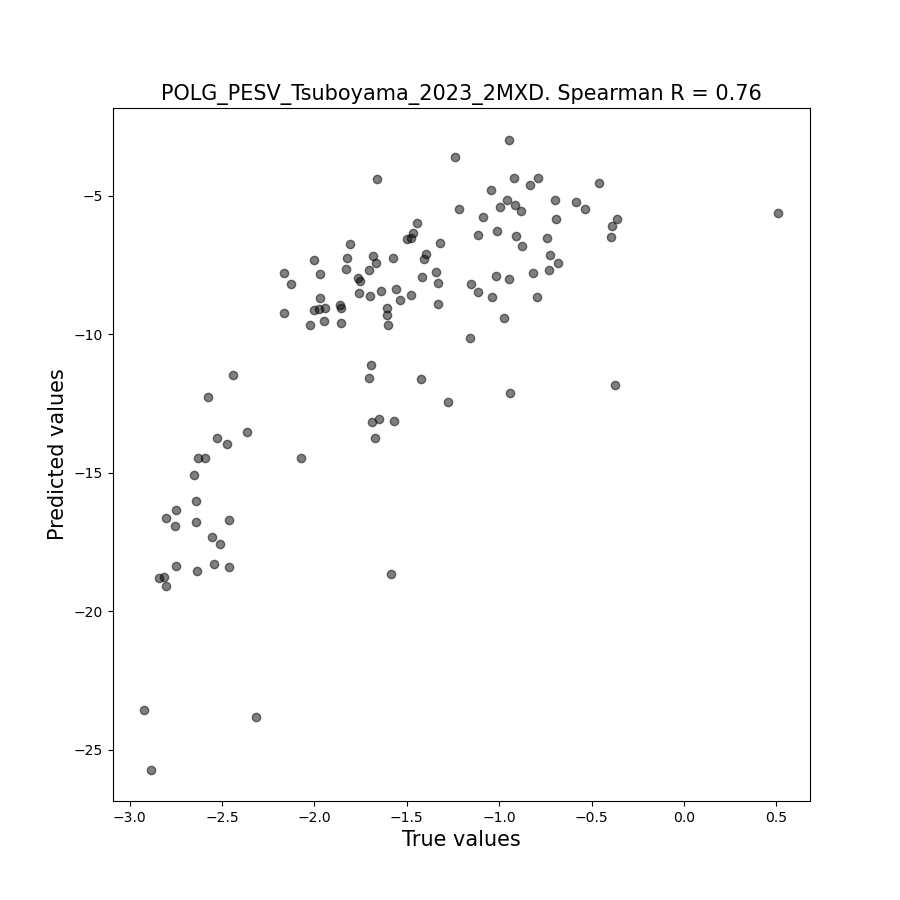 POLG_PESV_Tsuboyama_2023_2MXD. Spearman R = 0.76
Predicted values
−5
−10
−15
−20
−25
−3.0 −2.5 −2.0 −1.5 −1.0 −0.5 0.0 0.5
True values